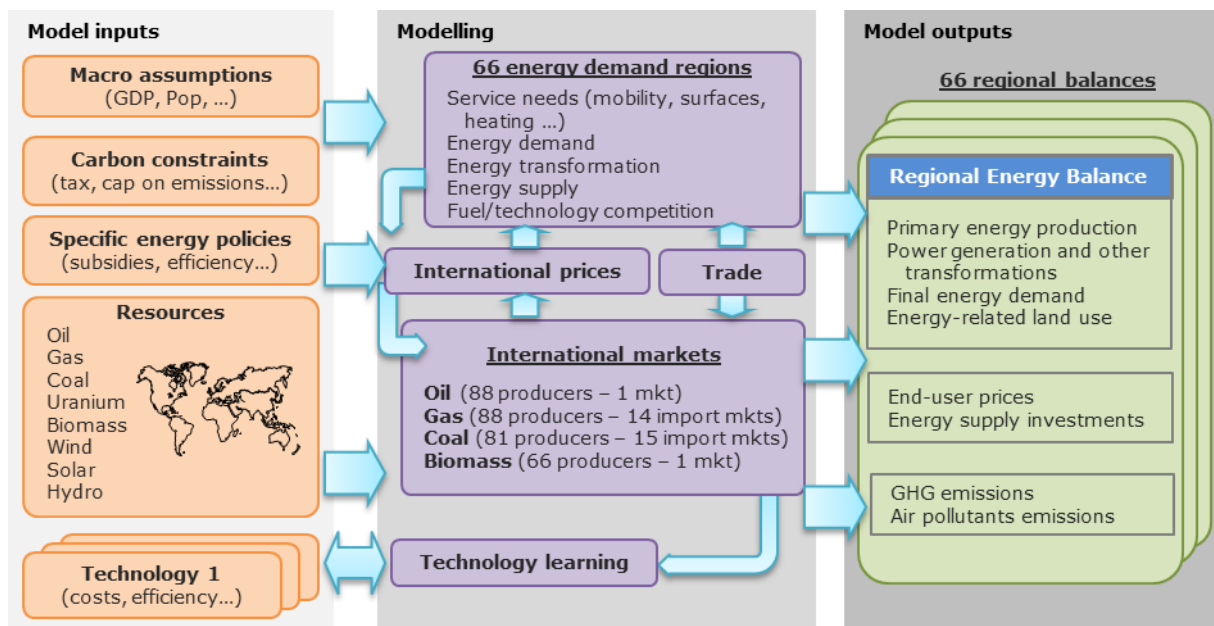 Model inputs
Macro assumptions
(GDP, Pop, ...)
Carbon constraints
(tax, cap on emissions...)
Specific energy policies
(subsidies, efficiency...)
Resources
Oil
Gas
Coal
Uranium
Biomass
Wind
Solar
Hydro
Technology 1
(costs, efficiency...)
Modelling
66 energy demand regions
Service needs (mobility, surfaces,
heating ...)
Energy demand
Energy transformation
Energy supply
Fuel/technology competition
International prices
Trade
International markets
Oil (88 producers – 1 mkt)
Gas (88 producers – 14 import mkts)
Coal (81 producers – 15 import mkts)
Biomass (66 producers – 1 mkt)
Technology learning
Model outputs
66 regional balances
Regional Energy Balance
Primary energy production
Power generation and other
transformations
Final energy demand
Energy-related land use
End-user prices
Energy supply investments
GHG emissions
Air pollutants emissions